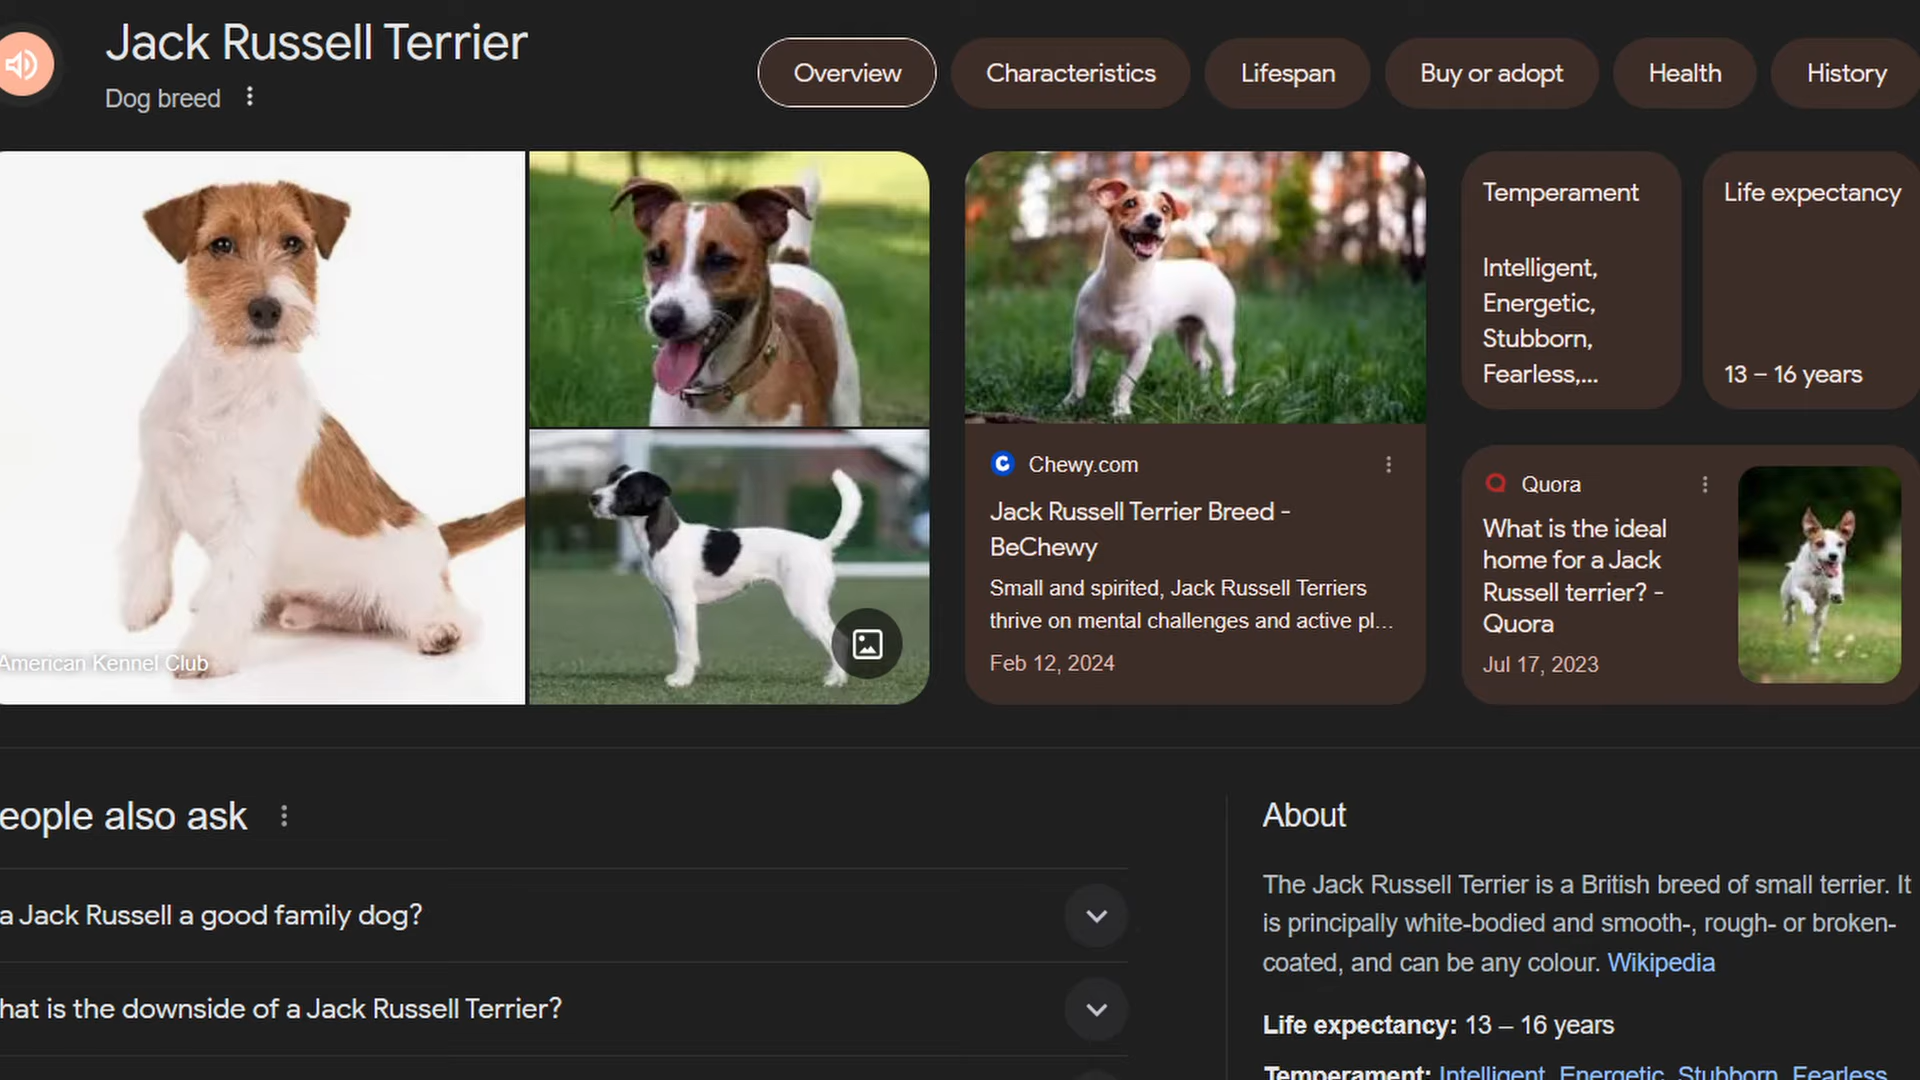 Jack Russell Terrier
Dog breed
Overview
Characteristics
Lifespan
Buy or adopt
Health
History
American Kennel Club
Chewy.com
Jack Russell Terrier Breed -
BeChewy
Small and spirited, Jack Russell Terriers
thrive on mental challenges and active pl...
Feb 12, 2024
Temperament
Intelligent,
Energetic,
Stubborn,
Fearless,...
Life expectancy
13 – 16 years
Quora
What is the ideal
home for a Jack
Russell terrier? -
Quora
Jul 17, 2023
eople also ask
a Jack Russell a good family dog?
hat is the downside of a Jack Russell Terrier?
About
The Jack Russell Terrier is a British breed of small terrier. It
is principally white-bodied and smooth-, rough- or broken-
coated, and can be any colour. Wikipedia
Life expectancy: 13 – 16 years
Temperament: Intelligent, Energetic, Stubborn, Fearless